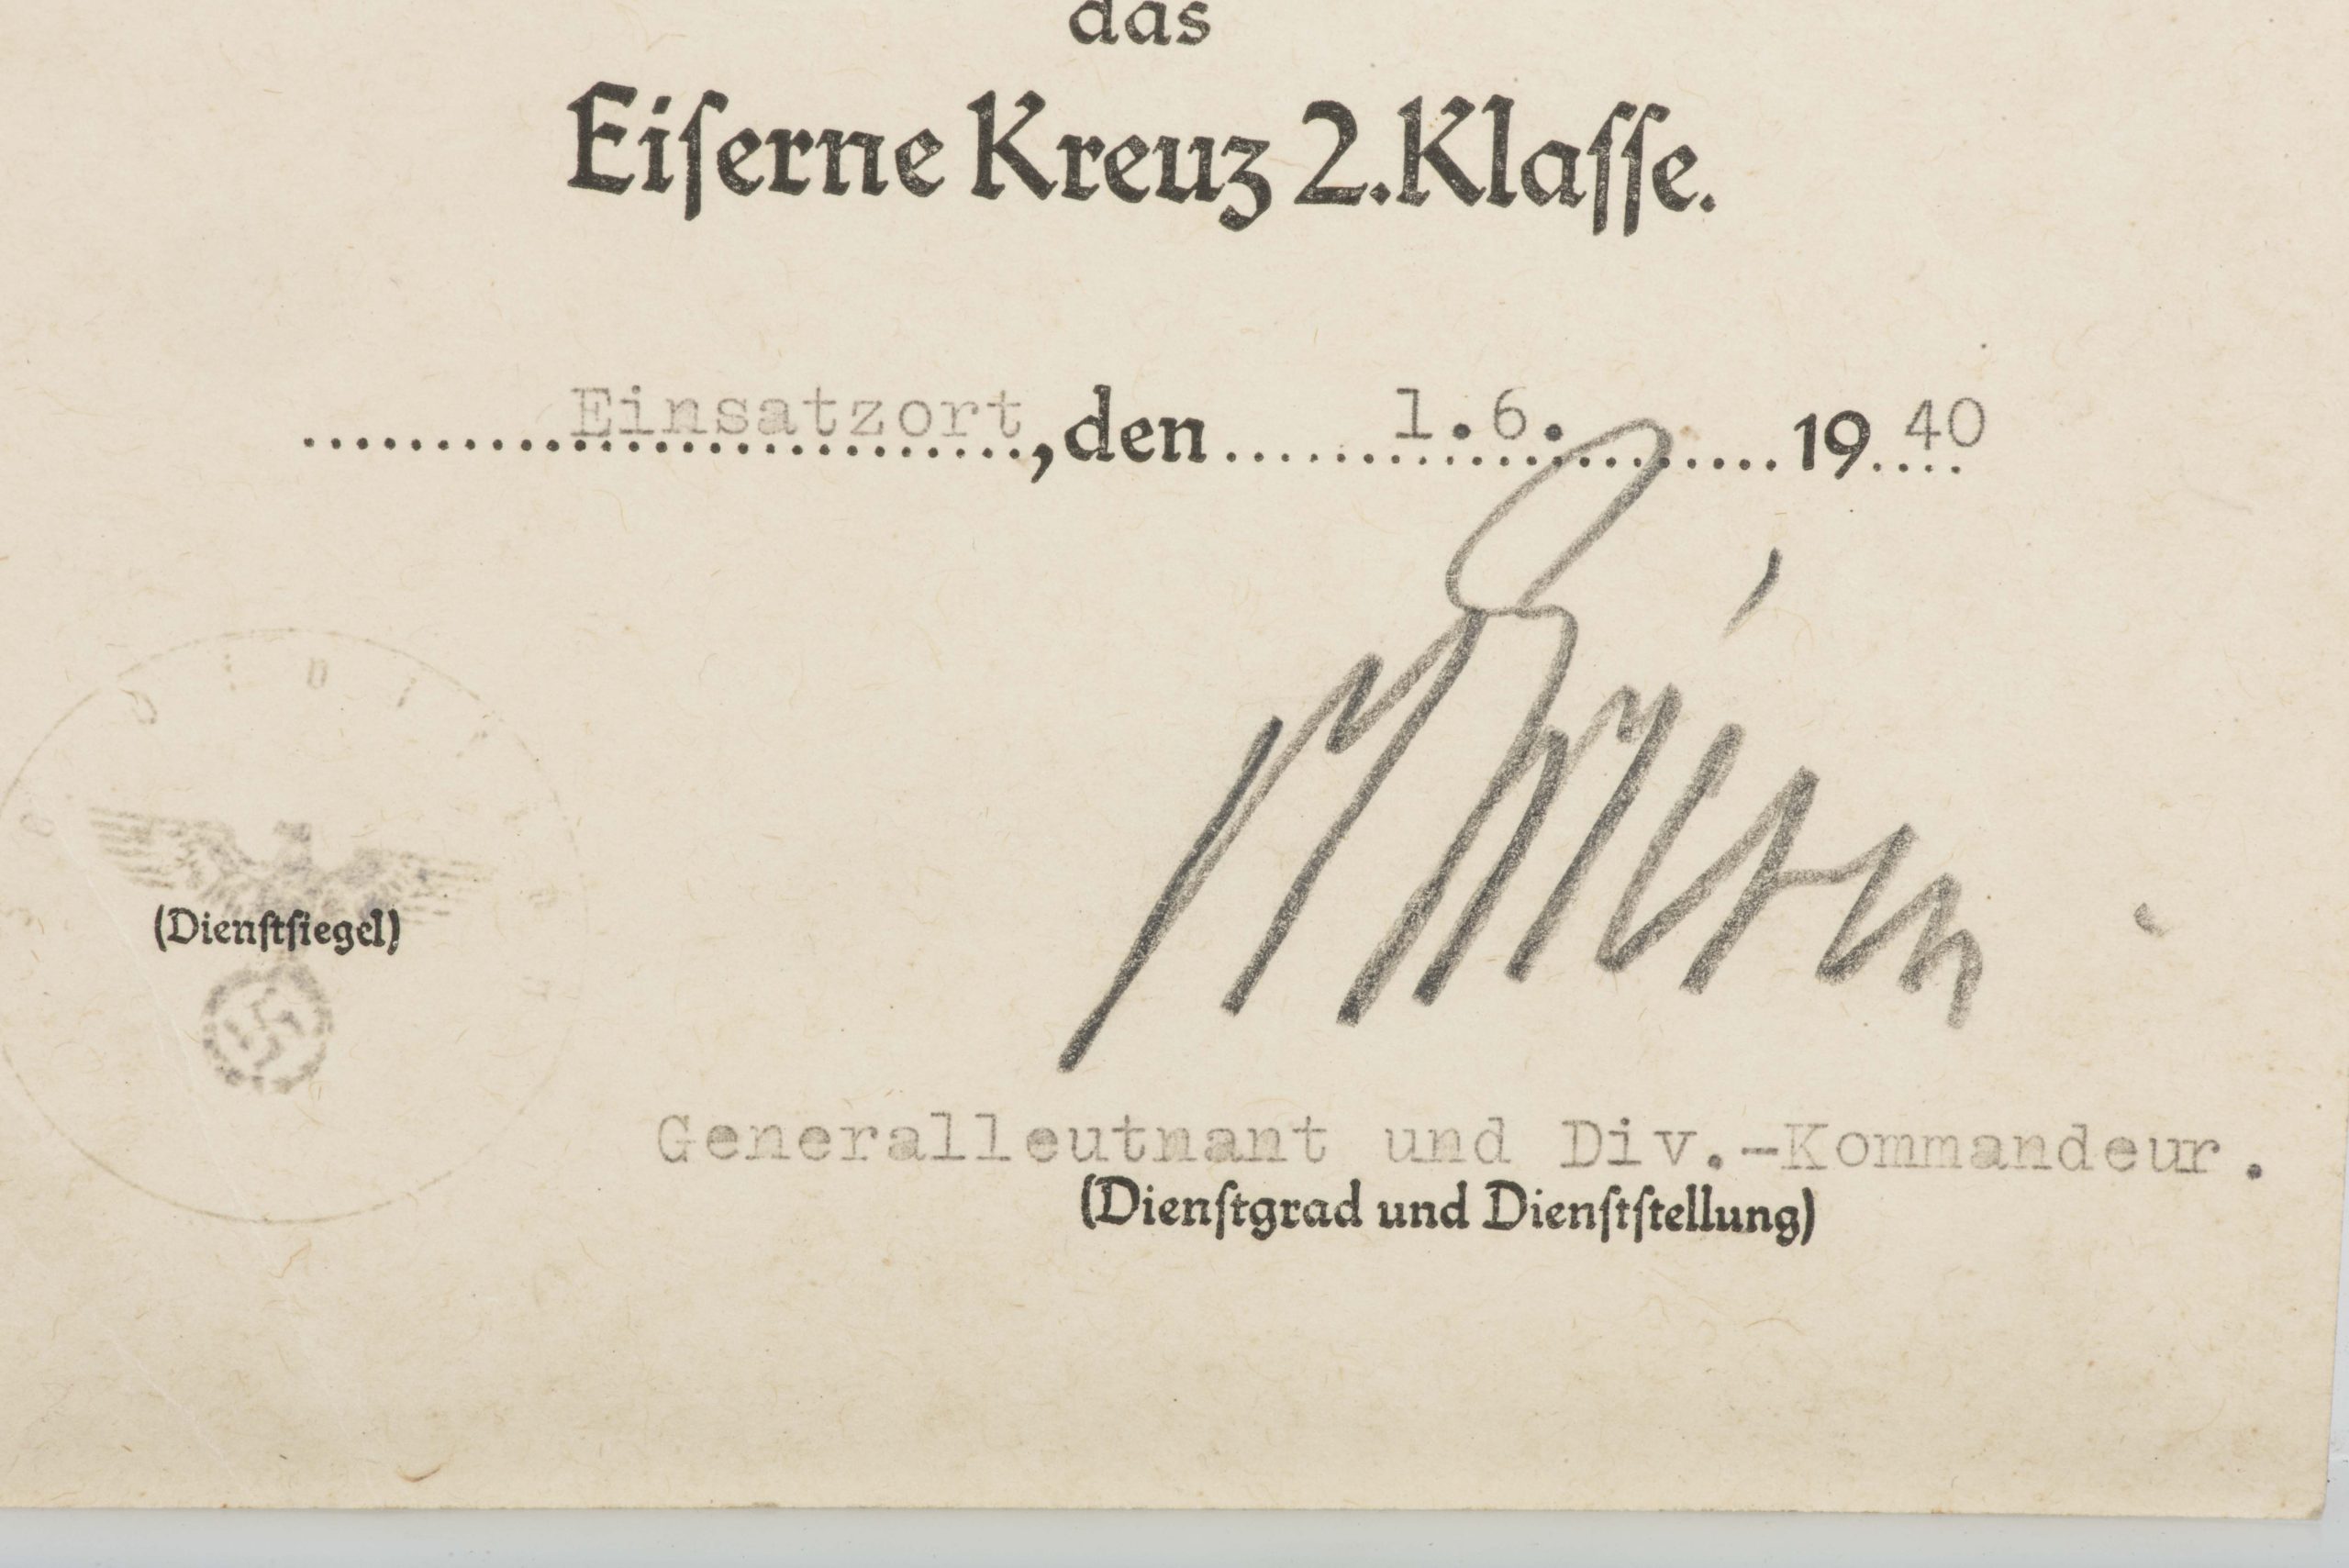 das
Eiſerne Kreuz 2.Klaſſe.
Einsatzort, den 1.6. 1940
(Dienſtſiegel)
Generalleutnant und Div.-Kommandeur.
(Dienſtgrad und Dienſtſtellung)